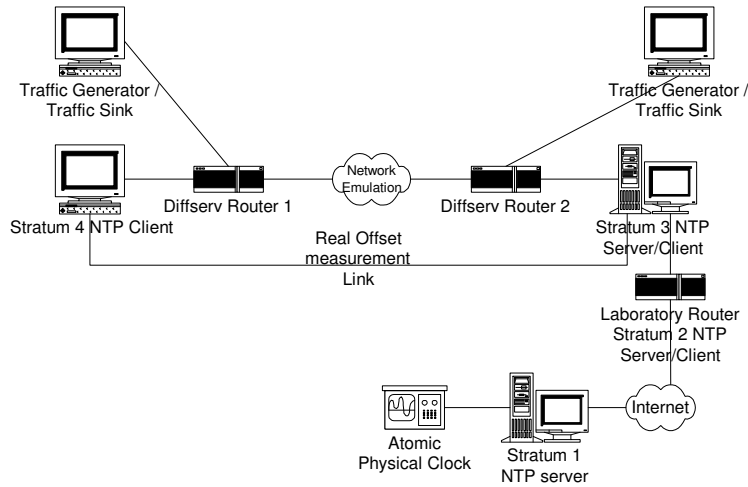 Traffic Generator /
Traffic Sink
Traffic Generator /
Traffic Sink
Network
Emulation
Diffserv Router 1
Diffserv Router 2
Stratum 4 NTP Client
Stratum 3 NTP
Server/Client
Real Offset
measurement
Link
Laboratory Router
Stratum 2 NTP
Server/Client
Internet
Atomic
Physical Clock
Stratum 1
NTP server